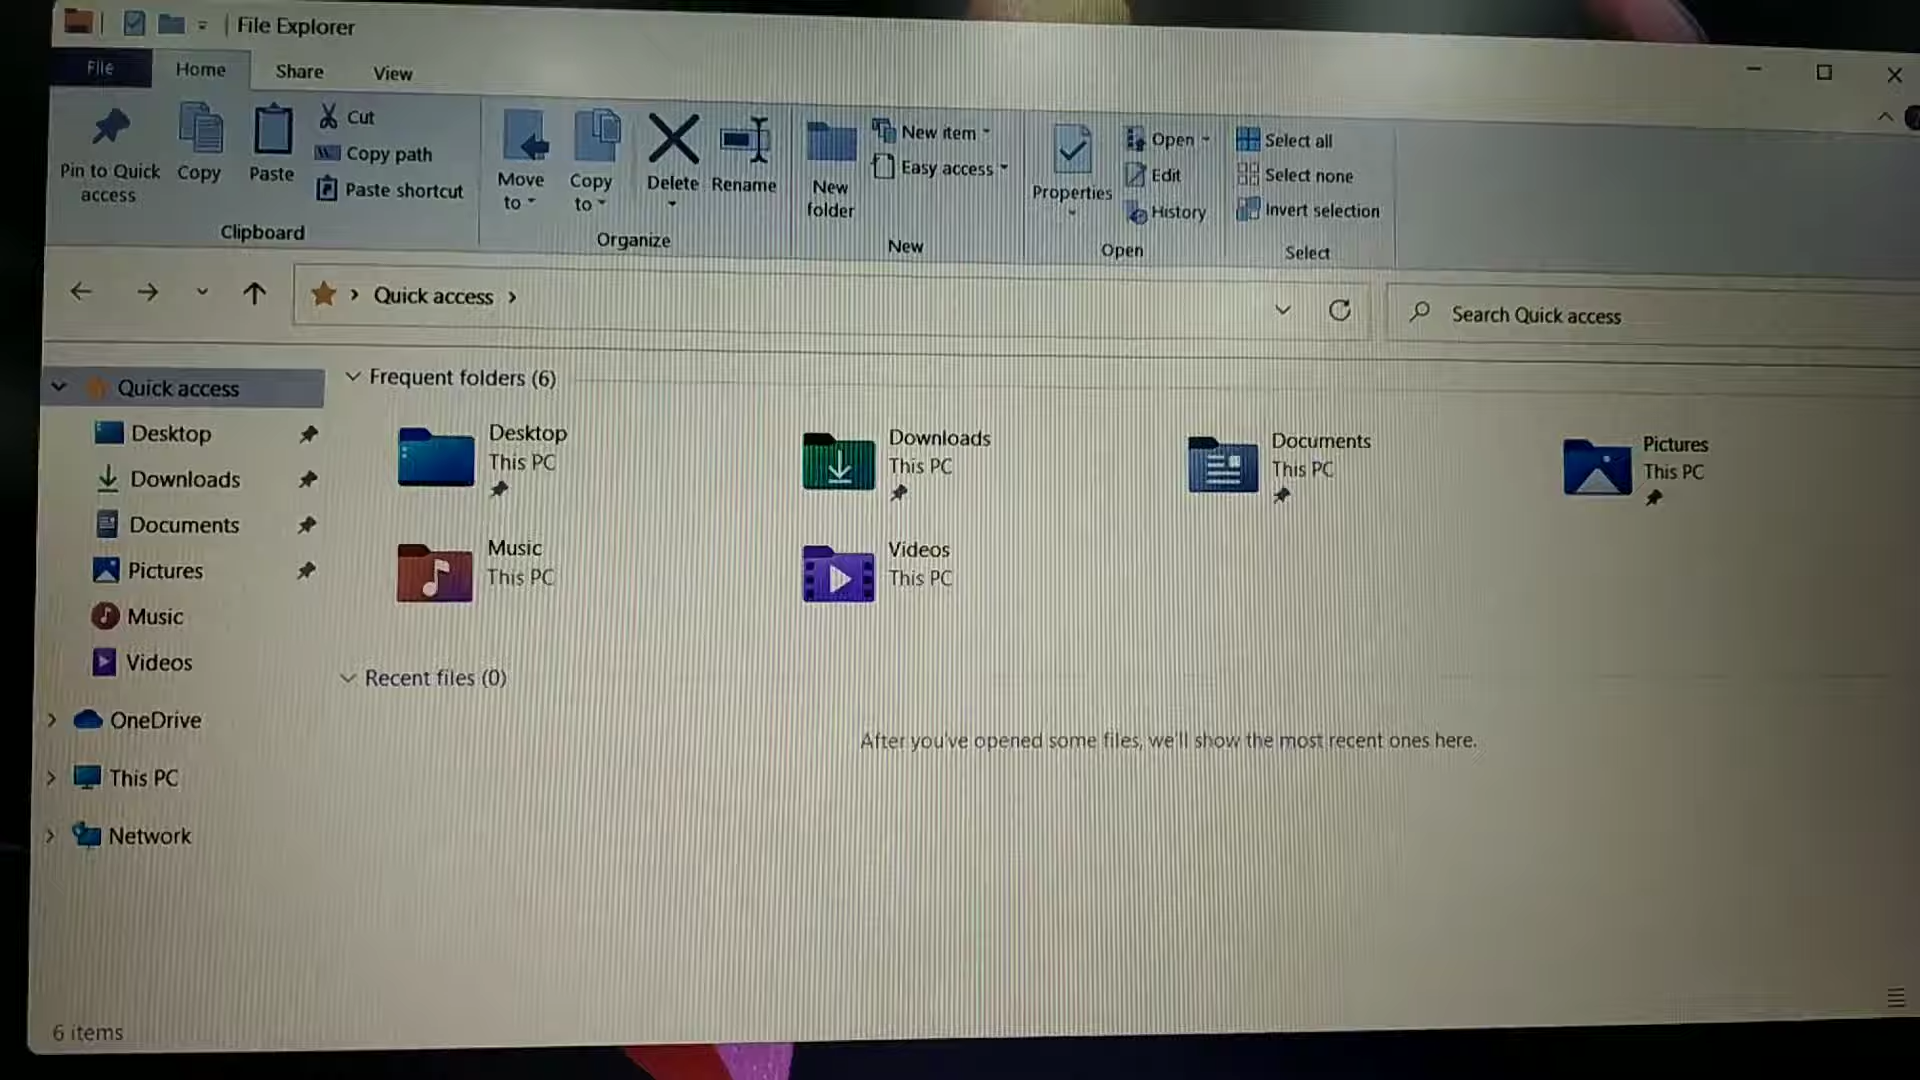 File Explorer
File Home Share View
Pin to Quick access
Copy
Paste
Cut
Copy path
Paste shortcut
Clipboard
Move to
Copy to
Delete
Rename
Organize
New folder
New item
Easy access
New
Properties
Open
Edit
History
Open
Select all
Select none
Invert selection
Select
Quick access
Search Quick access
Quick access
Desktop
Downloads
Documents
Pictures
Music
Videos
OneDrive
This PC
Network
Frequent folders (6)
Desktop
This PC
Downloads
This PC
Documents
This PC
Pictures
This PC
Music
This PC
Videos
This PC
Recent files (0)
After you've opened some files, we'll show the most recent ones here.
6 items